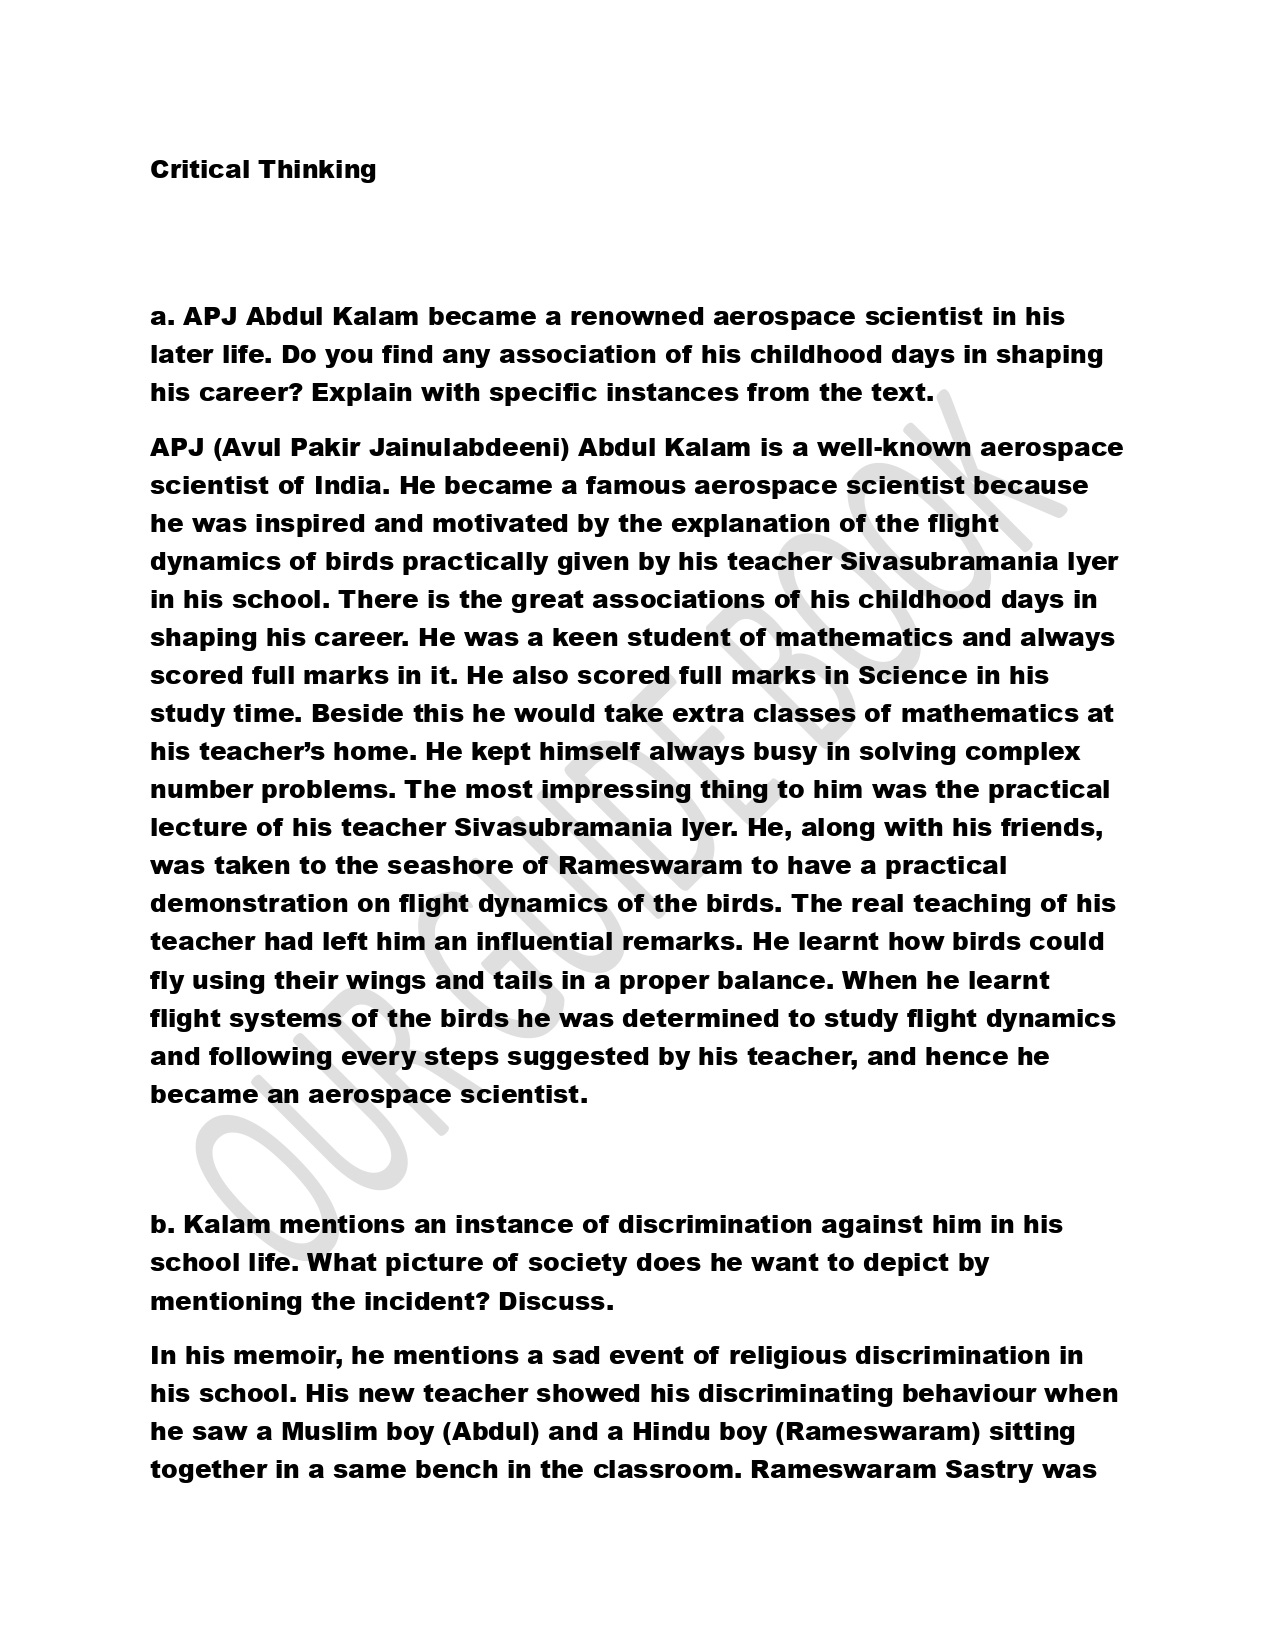 Critical Thinking
a. APJ Abdul Kalam became a renowned aerospace scientist in his
later life. Do you find any association of his childhood days in shaping
his career? Explain with specific instances from the text.
APJ (Avul Pakir Jainulabdeeni) Abdul Kalam is a well-known aerospace
scientist of India. He became a famous aerospace scientist because
he was inspired and motivated by the explanation of the flight
dynamics of birds practically given by his teacher Sivasubramania lyer
in his school. There is the great associations of his childhood days in
shaping his career. He was a keen student of mathematics and always
scored full marks in it. He also scored full marks in Science in his
study time. Beside this he would take extra classes of mathematics at
his teacher’s home. He kept himself always busy in solving complex
number problems. The most impressing thing to him was the practical
lecture of his teacher Sivasubramania lyer. He, along with his friends,
was taken to the seashore of Rameswaram to have a practical
demonstration on flight dynamics of the birds. The real teaching of his
teacher had left him an influential remarks. He learnt how birds could
fly using their wings and tails in a proper balance. When he learnt
flight systems of the birds he was determined to study flight dynamics
and following every steps suggested by his teacher, and hence he
became an aerospace scientist.
b. Kalam mentions an instance of discrimination against him in his
school life. What picture of society does he want to depict by
mentioning the incident? Discuss.
In his memoir, he mentions a sad event of religious discrimination in
his school. His new teacher showed his discriminating behaviour when
he saw a Muslim boy (Abdul) and a Hindu boy (Rameswaram) sitting
together in a same bench in the classroom. Rameswaram Sastry was
OUR GUIDE BOOK